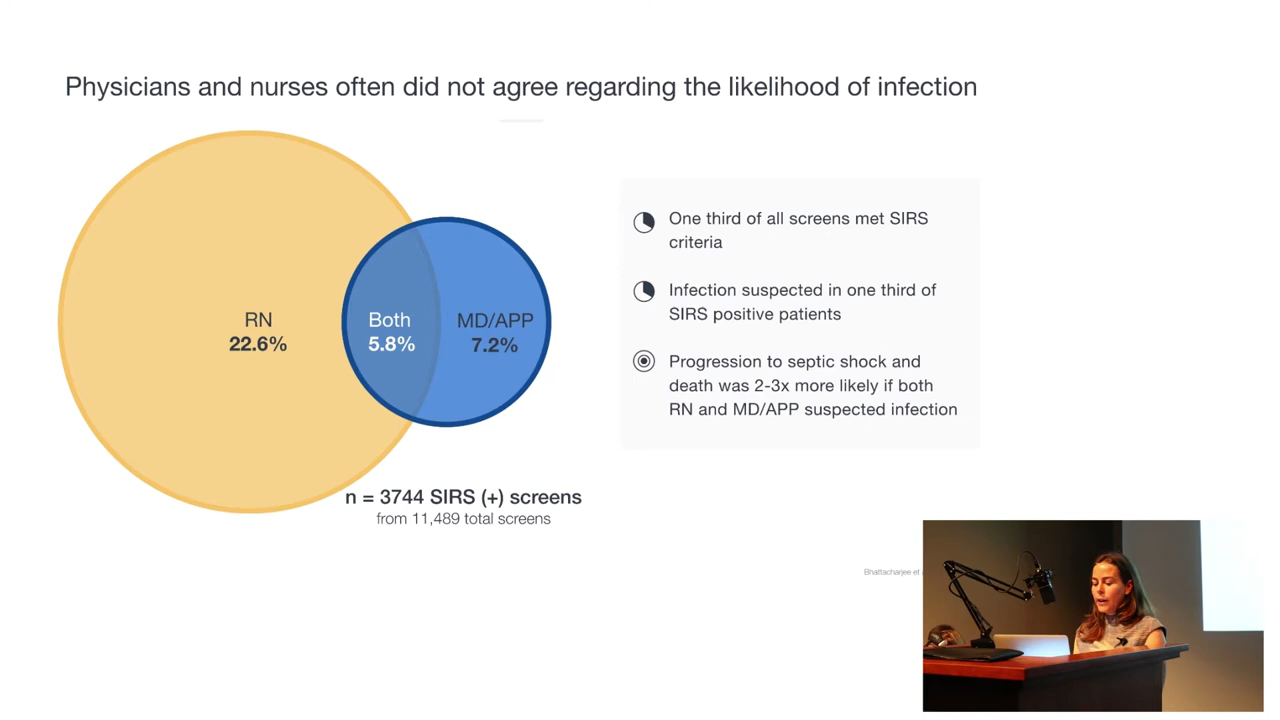 Physicians and nurses often did not agree regarding the likelihood of infection
RN
22.6%
Both
5.8%
MD/APP
7.2%
n = 3744 SIRS (+) screens
from 11,489 total screens
One third of all screens met SIRS
criteria
Infection suspected in one third of
SIRS positive patients
Progression to septic shock and
death was 2-3x more likely if both
RN and MD/APP suspected infection
Bhattacharjee et